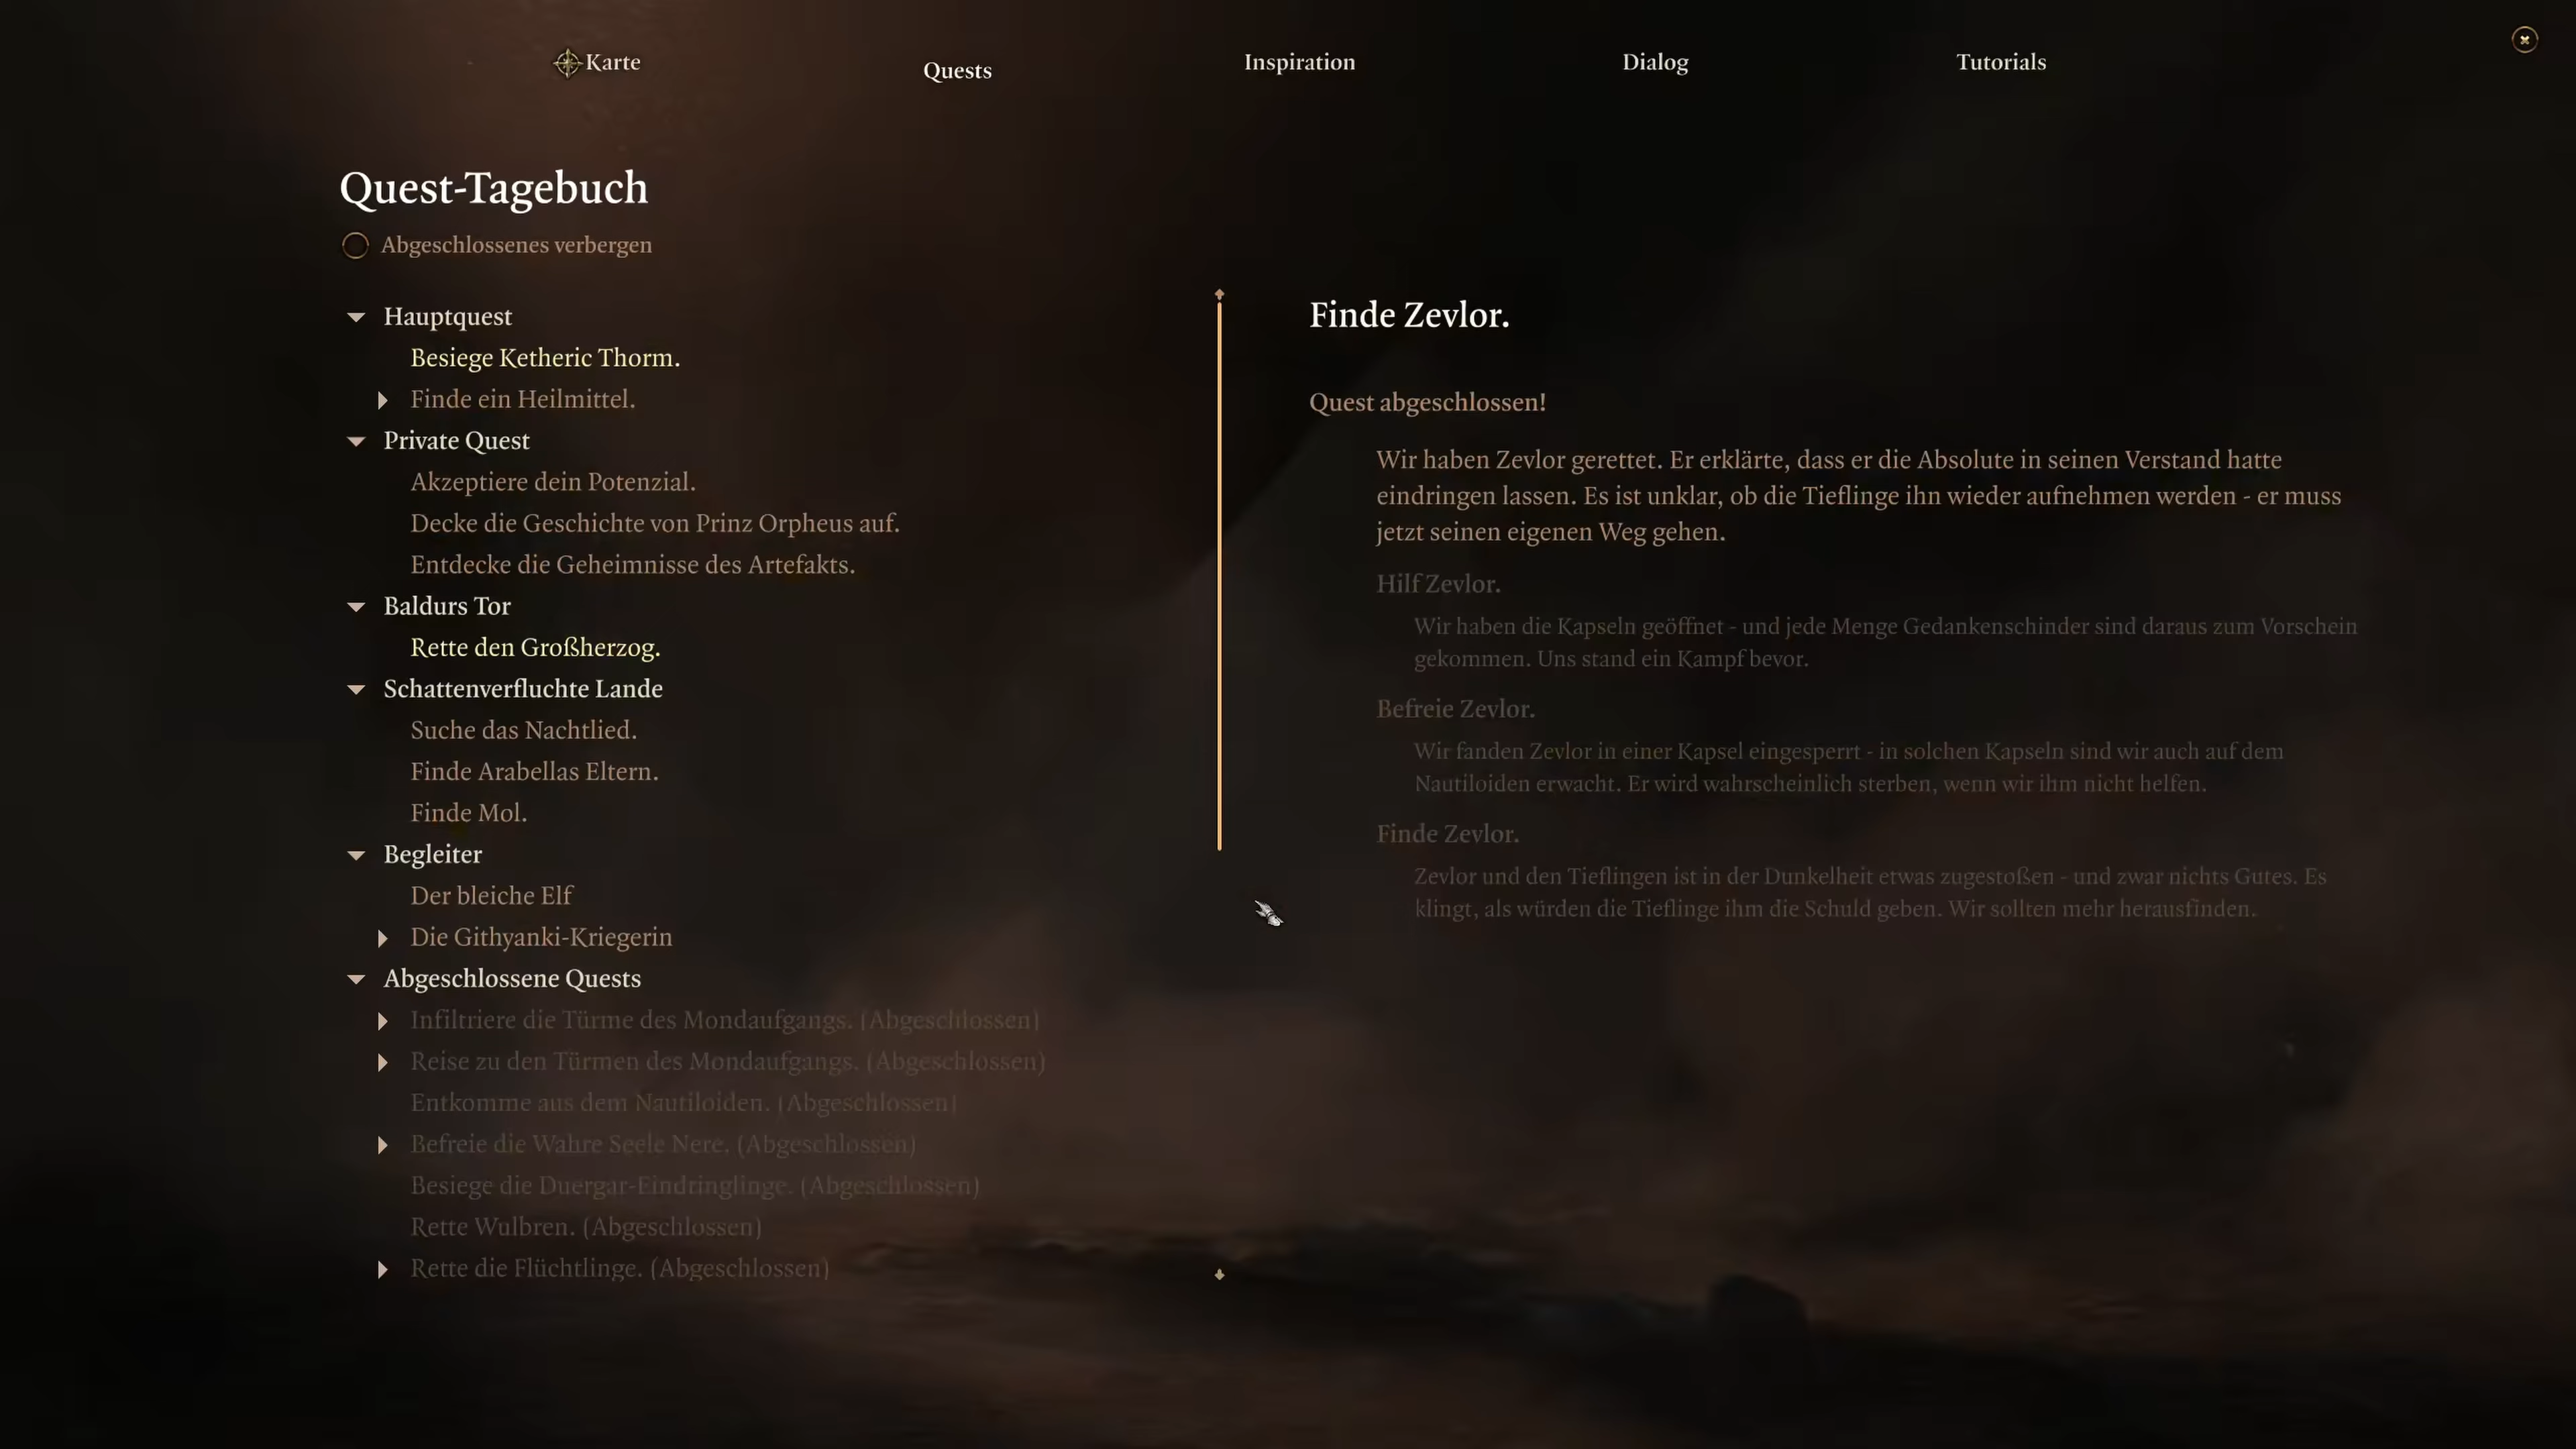 Karte
Quests
Inspiration
Dialog
Tutorials
Quest-Tagebuch
Abgeschlossenes verbergen
Hauptquest
Besiege Ketheric Thorm.
Finde ein Heilmittel.
Private Quest
Akzeptiere dein Potenzial.
Decke die Geschichte von Prinz Orpheus auf.
Entdecke die Geheimnisse des Artefakts.
Baldurs Tor
Rette den Großherzog.
Schattenverfluchte Lande
Suche das Nachtlied.
Finde Arabellas Eltern.
Finde Mol.
Begleiter
Der bleiche Elf
Die Githyanki-Kriegerin
Abgeschlossene Quests
Infiltriere die Türme des Mondaufgangs. (Abgeschlossen)
Reise zu den Türmen des Mondaufgangs. (Abgeschlossen)
Entkomme aus dem Nautiloiden. (Abgeschlossen)
Befreie die Wahre Seele Nere. (Abgeschlossen)
Besiege die Duergar-Eindringlinge. (Abgeschlossen)
Rette Wulbren. (Abgeschlossen)
Rette die Flüchtlinge. (Abgeschlossen)
Finde Zevlor.
Quest abgeschlossen!
Wir haben Zevlor gerettet. Er erklärte, dass er die Absolute in seinen Verstand hatte
eindringen lassen. Es ist unklar, ob die Tieflinge ihn wieder aufnehmen werden - er muss
jetzt seinen eigenen Weg gehen.
Hilf Zevlor.
Wir haben die Kapseln geöffnet - und jede Menge Gedankenschinder sind daraus zum Vorschein
gekommen. Uns stand ein Kampf bevor.
Befreie Zevlor.
Wir fanden Zevlor in einer Kapsel eingesperrt - in solchen Kapseln sind wir auch auf dem
Nautiloiden erwacht. Er wird wahrscheinlich sterben, wenn wir ihm nicht helfen.
Finde Zevlor.
Zevlor und den Tieflingen ist in der Dunkelheit etwas zugestoßen - und zwar nichts Gutes. Es
klingt, als würden die Tieflinge ihm die Schuld geben. Wir sollten mehr herausfinden.